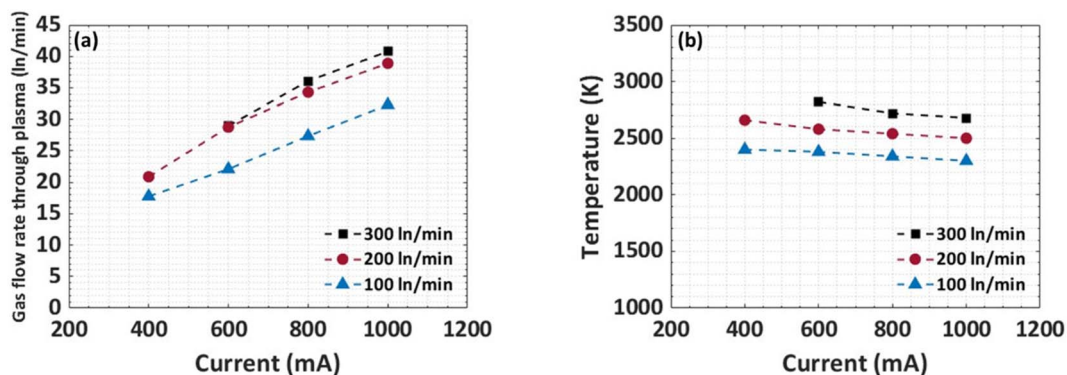 (a)
Gas flow rate through plasma (ln/min)
45
40
35
30
25
20
15
10
5
0
300 ln/min
200 ln/min
100 ln/min
200 400 600 800 1000 1200
Current (mA)
(b)
Temperature (K)
3500
3000
2500
2000
1500
1000
300 ln/min
200 ln/min
100 ln/min
200 400 600 800 1000 1200
Current (mA)